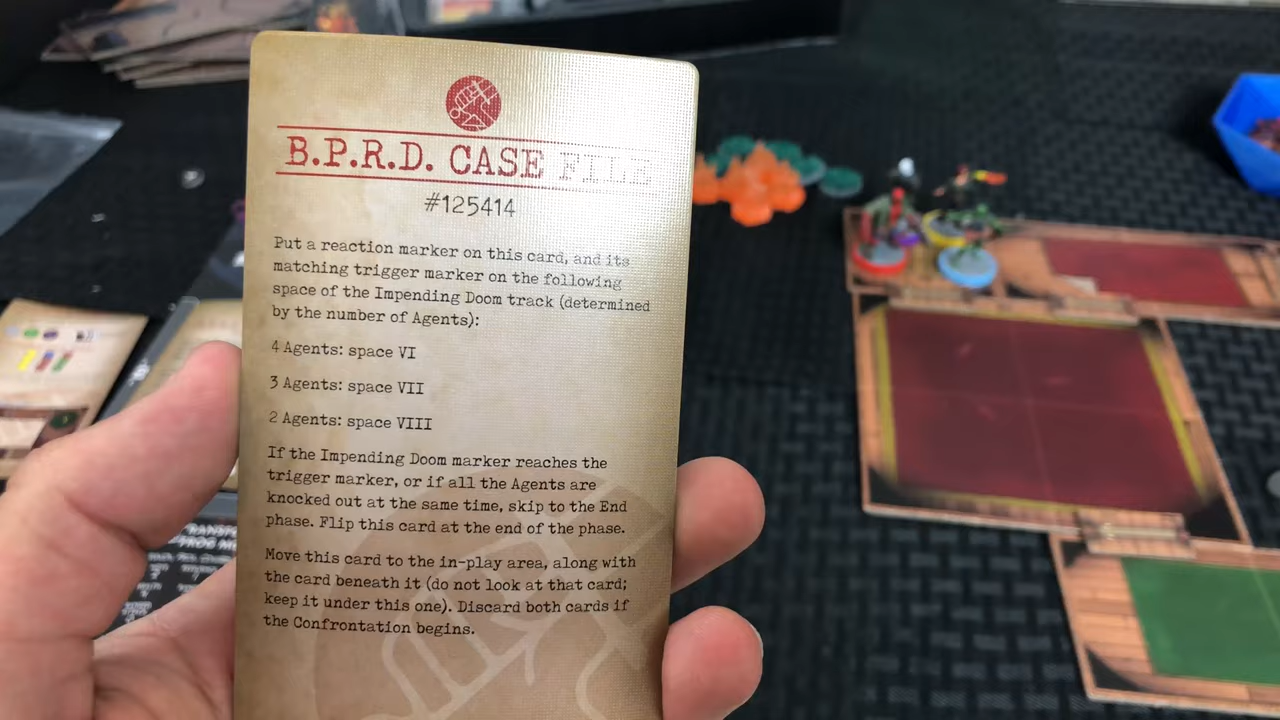 B.P.R.D. CASE FILE
#125414
Put a reaction marker on this card, and its
matching trigger marker on the following
space of the Impending Doom track (determined
by the number of Agents):
4 Agents: space VI
3 Agents: space VII
2 Agents: space VIII
If the Impending Doom marker reaches the
trigger marker, or if all the Agents are
knocked out at the same time, skip to the End
phase. Flip this card at the end of the phase.
Move this card to the in-play area, along with
the card beneath it (do not look at that card;
keep it under this one). Discard both cards if
the Confrontation begins.